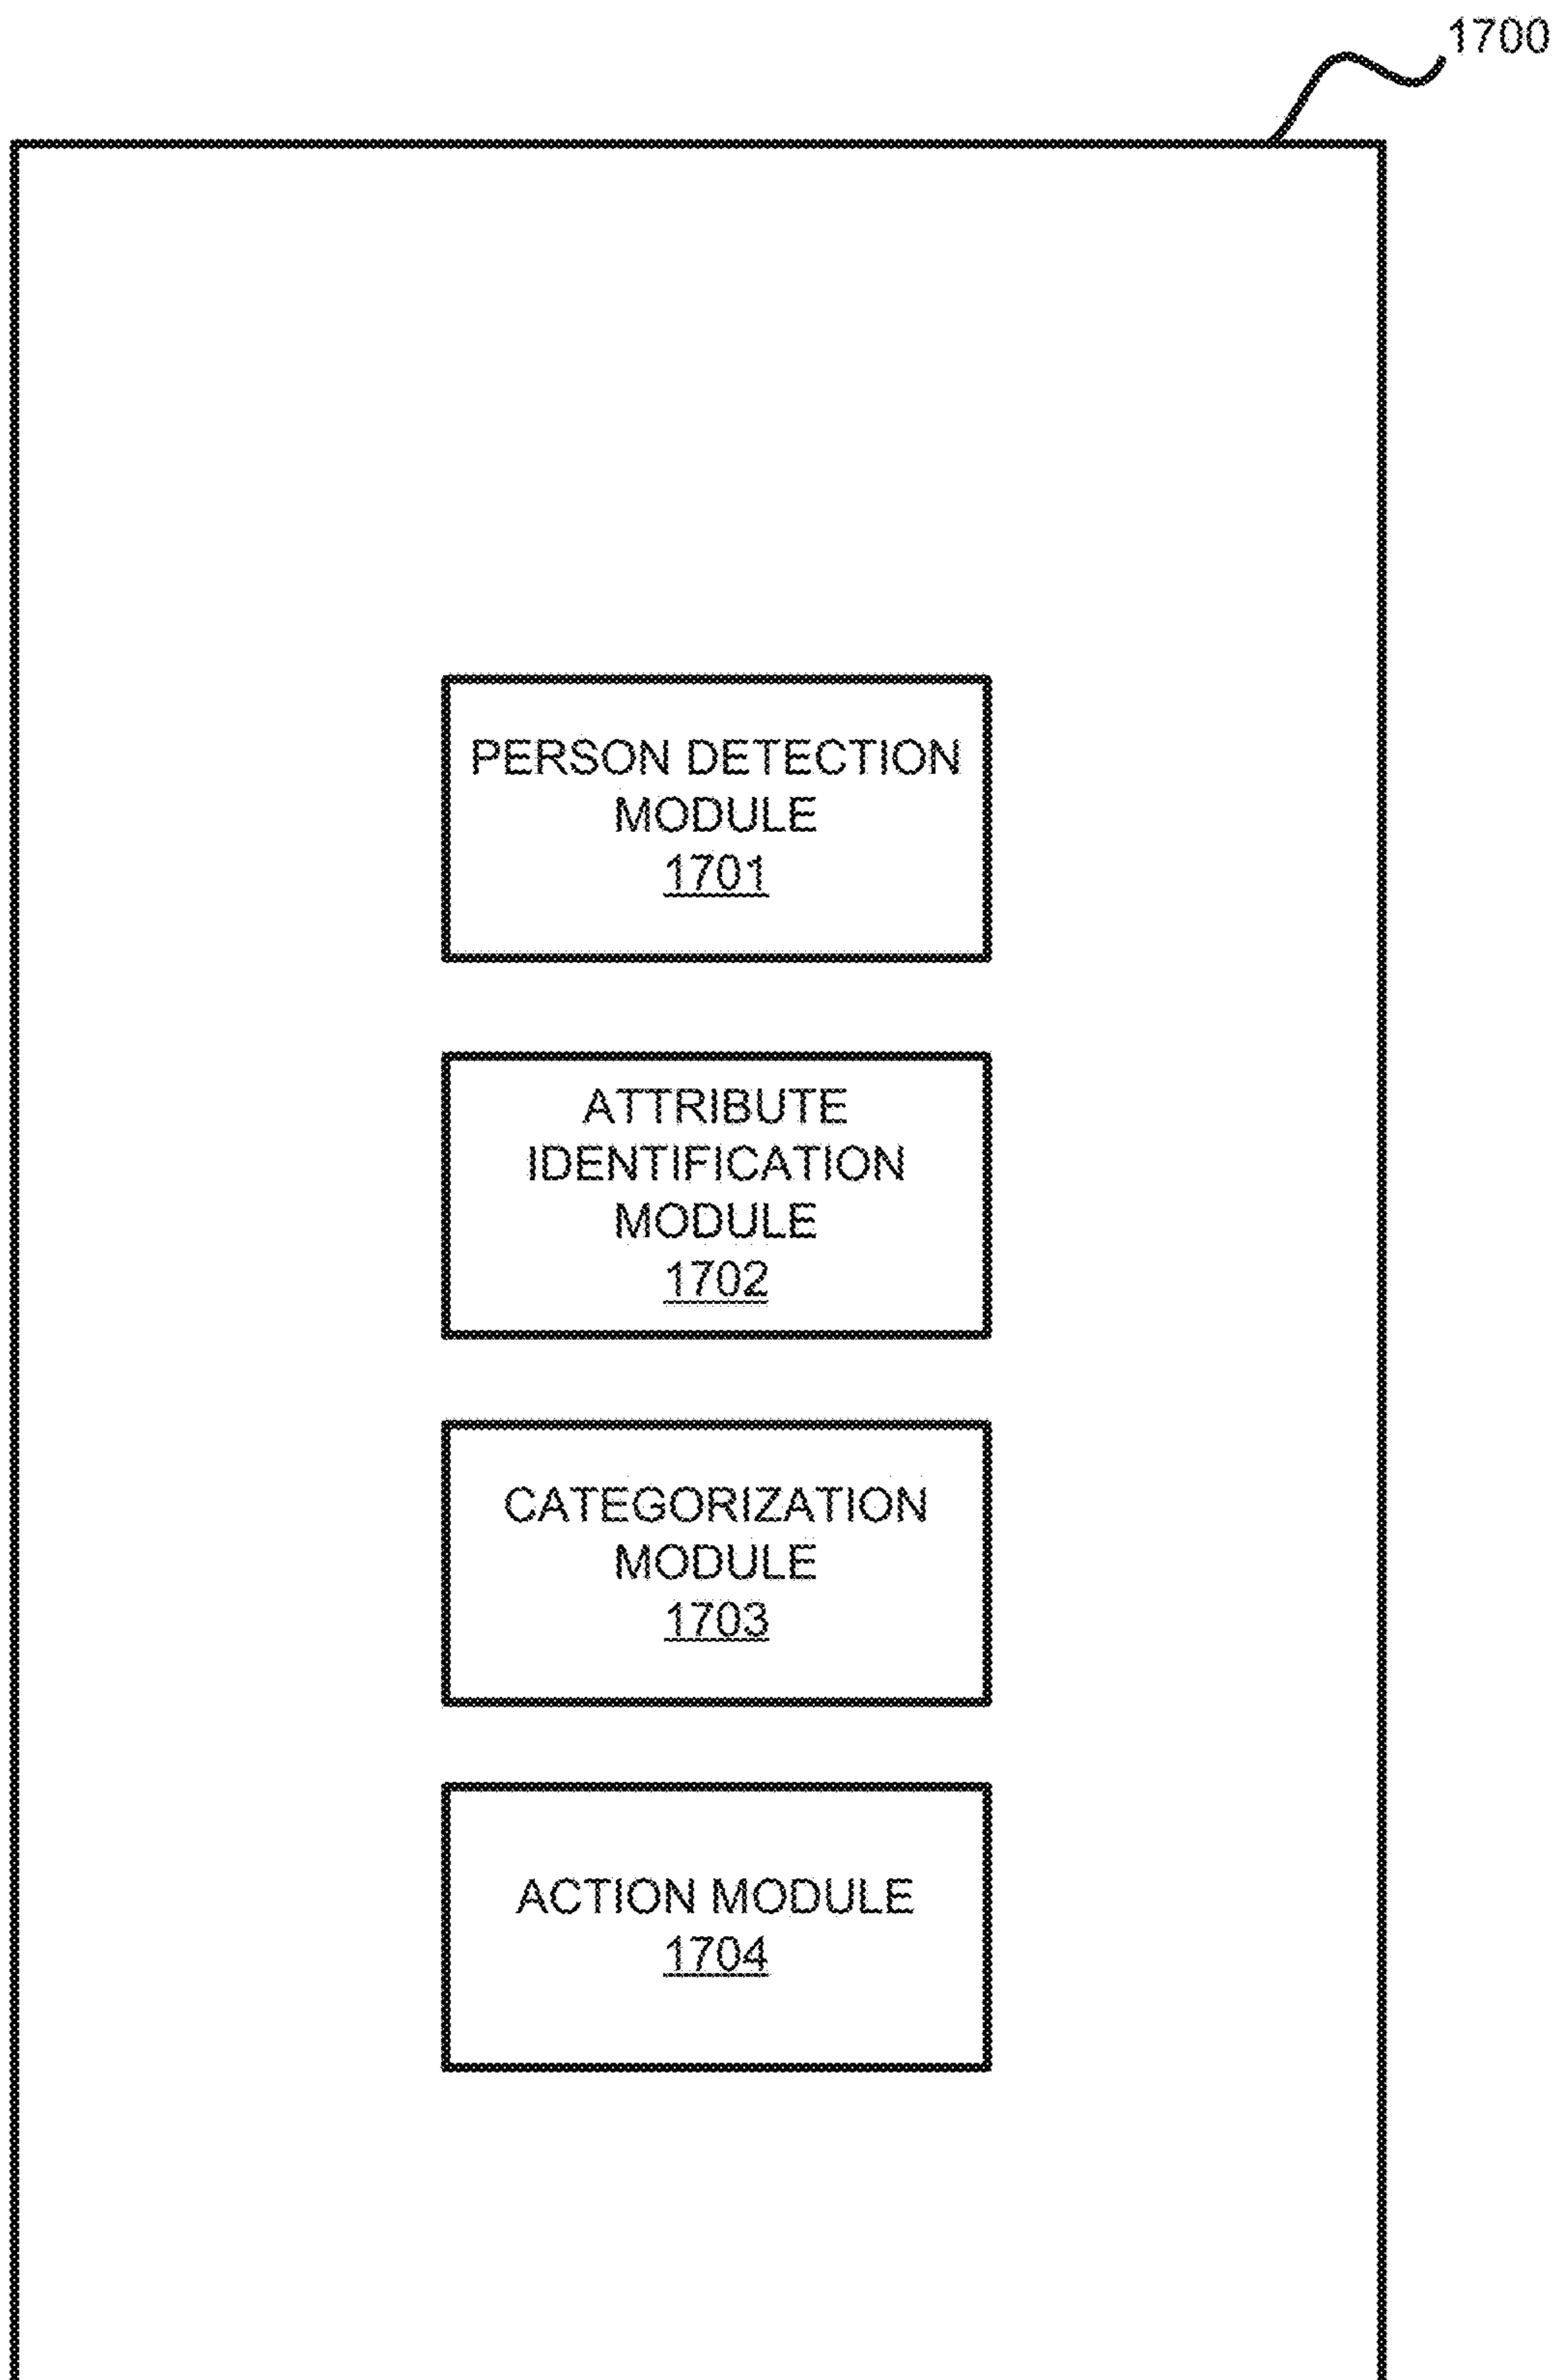 1700
PERSON DETECTION
MODULE
1701
ATTRIBUTE
IDENTIFICATION
MODULE
1702
CATEGORIZATION
MODULE
1703
ACTION MODULE
1704